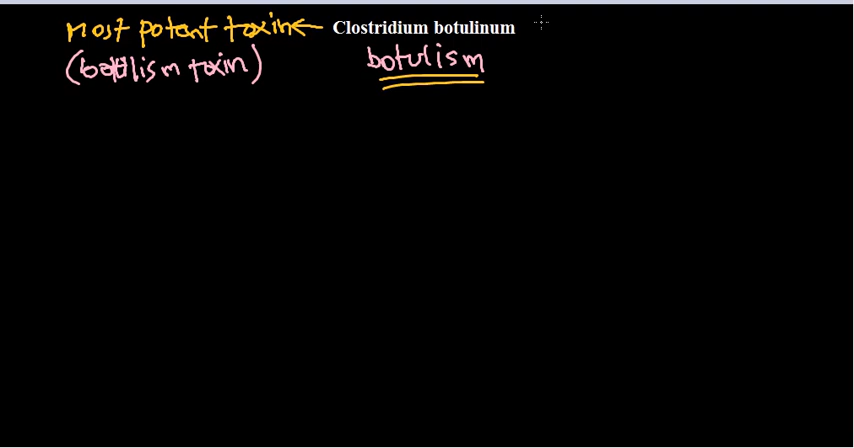 Most potent toxin ← Clostridium botulinum
(botulism toxin) botulism